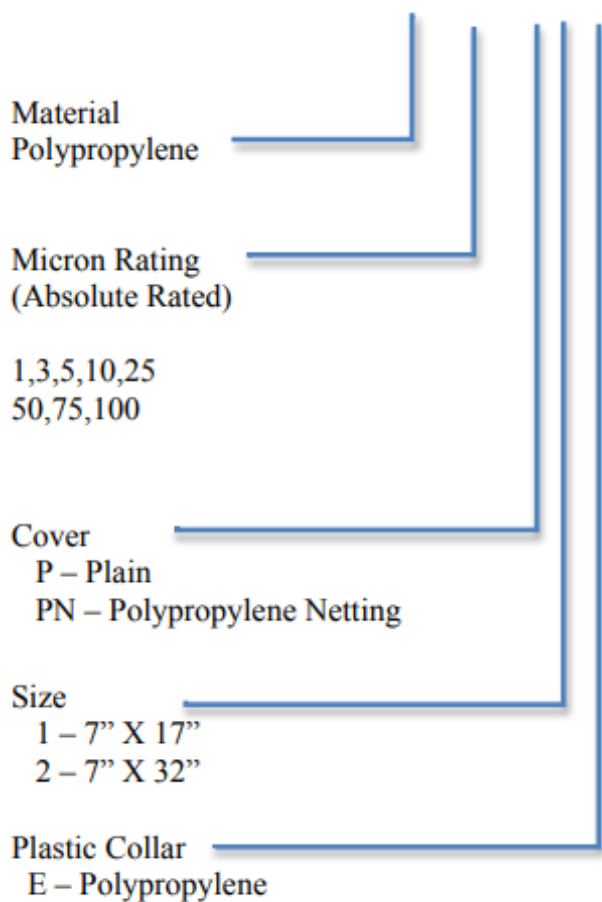 Material
Polypropylene
Micron Rating
(Absolute Rated)
1,3,5,10,25
50,75,100
Cover
P – Plain
PN – Polypropylene Netting
Size
1 – 7” X 17”
2 – 7” X 32”
Plastic Collar
E – Polypropylene